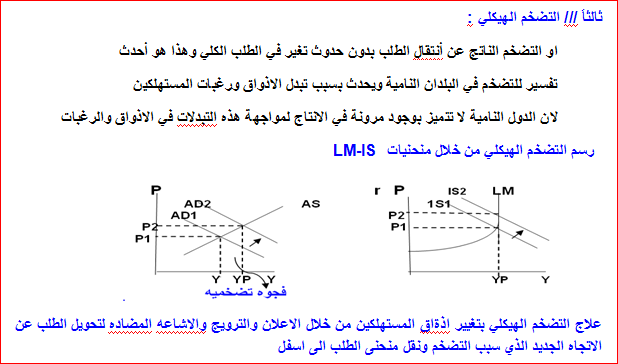 ثالثاً /// التضخم الهيكلي :
او التضخم الناتج عن أنتقال الطلب بدون حدوث تغير في الطلب الكلي وهذا هو أحدث
تفسير للتضخم في البلدان النامية ويحدث بسبب تبدل الاذواق ورغبات المستهلكين
لان الدول النامية لا تتميز بوجود مرونة في الانتاج لمواجهة هذه التبدلات في الاذواق والرغبات
رسم التضخم الهيكلي من خلال منحنيات LM-IS
P
AD2
AD1
AS
P2
P1
Y YP Y
فجوه تضخميه
r P
IS2
LM
1S1
P2
P1
YP
Y
علاج التضخم الهيكلي بتغيير اذقاق المستهلكين من خلال الاعلان والترويج والاشاعه المضاده لتحويل الطلب عن
الاتجاه الجديد الذي سبب التضخم ونقل منحنى الطلب الى اسفل